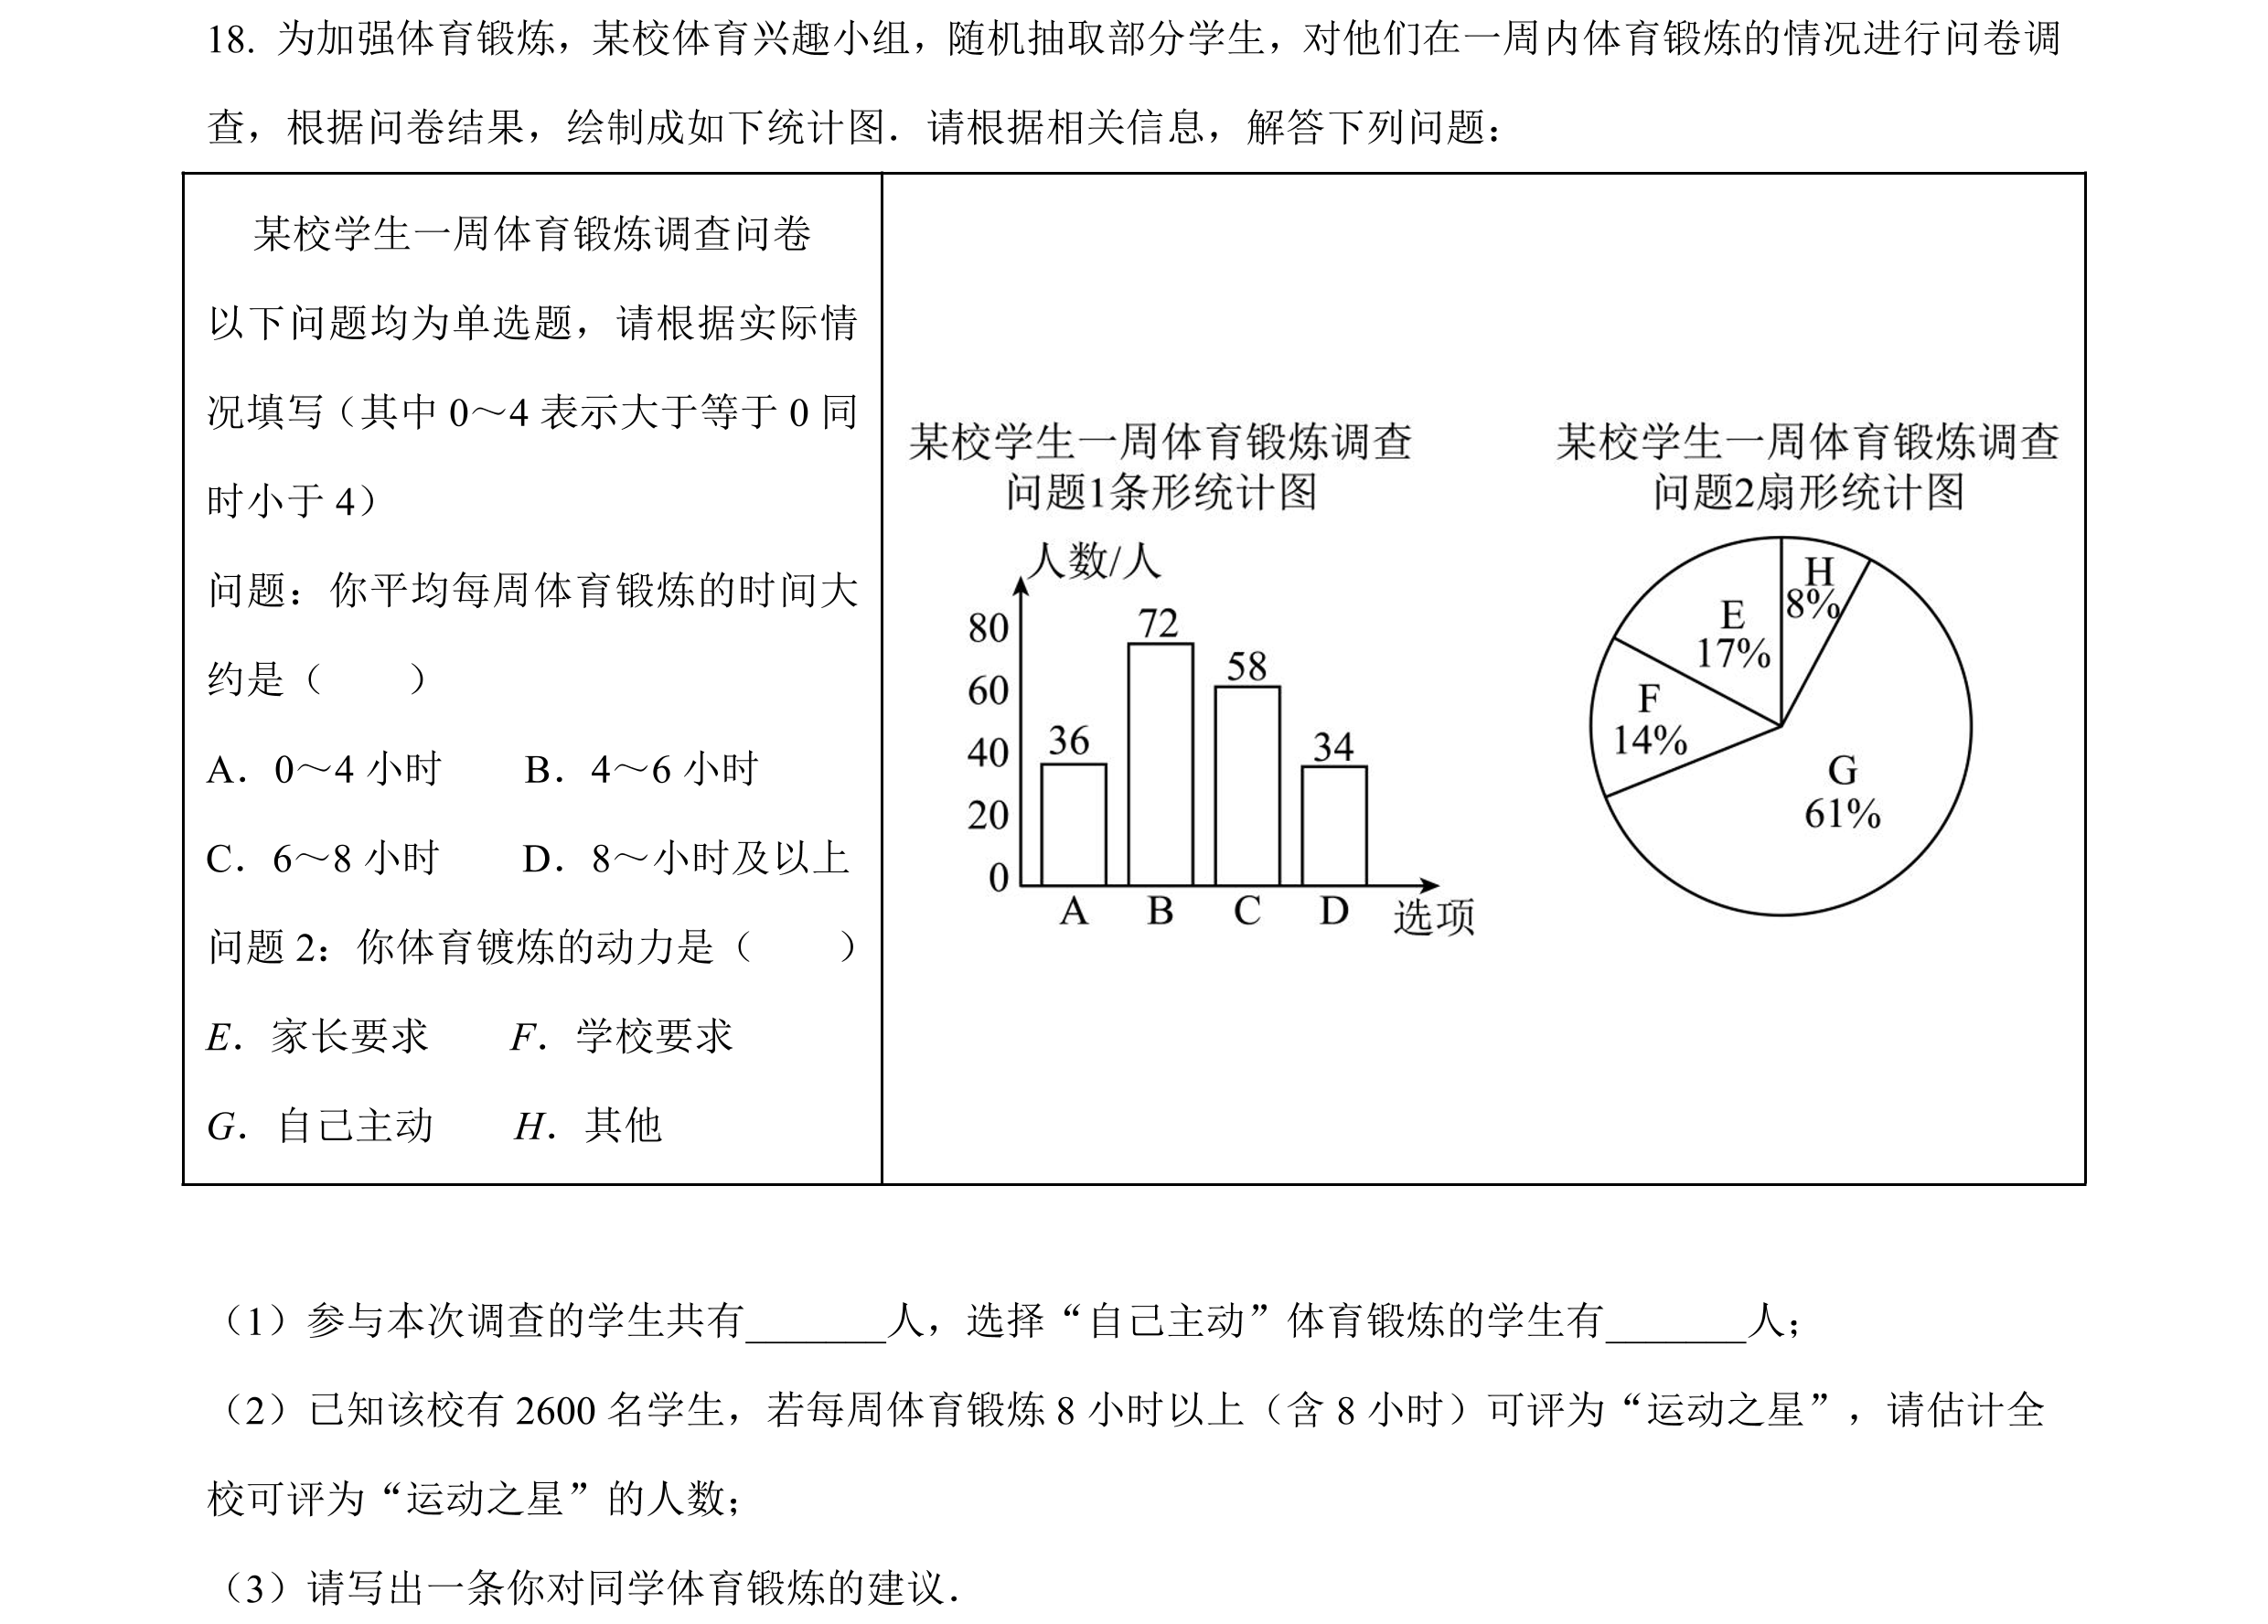 18. 为加强体育锻炼，某校体育兴趣小组，随机抽取部分学生，对他们在一周内体育锻炼的情况进行问卷调
查，根据问卷结果，绘制成如下统计图．请根据相关信息，解答下列问题：
某校学生一周体育锻炼调查问卷
以下问题均为单选题，请根据实际情
况填写（其中 0～4 表示大于等于 0 同
时小于 4）
问题：你平均每周体育锻炼的时间大
约是（　　）
A．0～4 小时　　B．4～6 小时
C．6～8 小时　　D．8～小时及以上
问题 2：你体育镀炼的动力是（　　）
E．家长要求　　F．学校要求
G．自己主动　　H．其他
某校学生一周体育锻炼调查
问题1条形统计图
人数/人
80
60
40
20
0
36
72
58
34
A
B
C
D
选项
某校学生一周体育锻炼调查
问题2扇形统计图
H
8%
E
17%
F
14%
G
61%
（1）参与本次调查的学生共有_______人，选择“自己主动”体育锻炼的学生有_______人；
（2）已知该校有 2600 名学生，若每周体育锻炼 8 小时以上（含 8 小时）可评为“运动之星”，请估计全
校可评为“运动之星”的人数；
（3）请写出一条你对同学体育锻炼的建议．